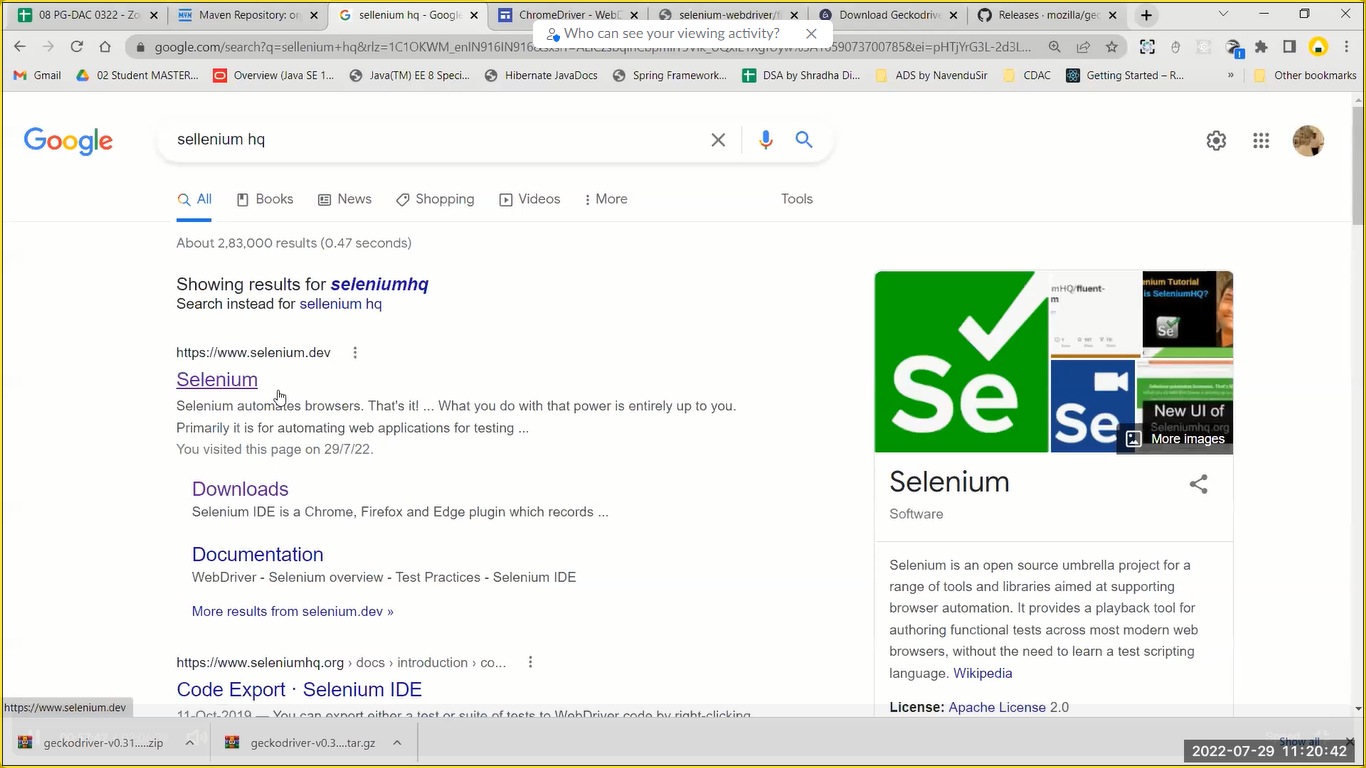 08 PG-DAC 0322 - Zo
Maven Repository: or
sellenium hq - Google
ChromeDriver - WebD
selenium-webdriver/f
Download Geckodrive
Releases · mozilla/gec
Who can see your viewing activity?
Gmail
02 Student MASTER...
Overview (Java SE 1...
Java(TM) EE 8 Speci...
Hibernate JavaDocs
Spring Framework...
DSA by Shradha Di...
ADS by NavenduSir
CDAC
Getting Started – R...
»
Other bookmarks
Google
sellenium hq
All
Books
News
Shopping
Videos
More
Tools
About 2,83,000 results (0.47 seconds)
Showing results for seleniumhq
Search instead for sellenium hq
https://www.selenium.dev
Selenium
Selenium automates browsers. That's it! ... What you do with that power is entirely up to you.
Primarily it is for automating web applications for testing ...
You visited this page on 29/7/22.
Downloads
Selenium IDE is a Chrome, Firefox and Edge plugin which records ...
Documentation
WebDriver - Selenium overview - Test Practices - Selenium IDE
More results from selenium.dev »
https://www.seleniumhq.org › docs › introduction › co...
Code Export · Selenium IDE
11-Oct-2019 — You can export either a test or suite of tests to WebDriver code by right-clicking
Se
mHQ/fluent-
m
enium Tutorial
is SeleniumHQ?
Se
Se
New UI of
Seleniumhq.org
More images
Selenium
Software
Selenium is an open source umbrella project for a
range of tools and libraries aimed at supporting
browser automation. It provides a playback tool for
authoring functional tests across most modern web
browsers, without the need to learn a test scripting
language. Wikipedia
License: Apache License 2.0
https://www.selenium.dev
geckodriver-v0.31....zip
geckodriver-v0.3....tar.gz
Show all
2022-07-29 11:20:42